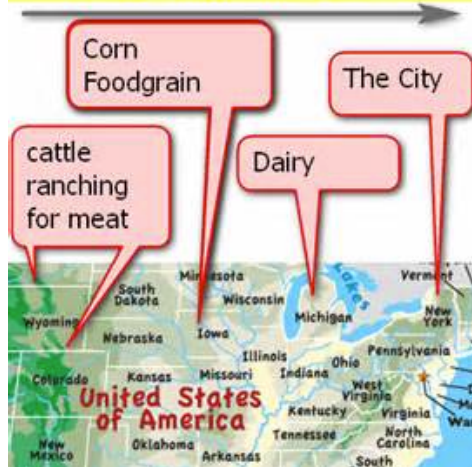 Corn
Foodgrain
The City
cattle
ranching
for meat
Dairy
Minnesota
Vermont
South
Dakota
Wisconsin
Lakes
Michigan
New
York
Wyoming
Nebraska
Iowa
Illinois
Indiana
Ohio
Pennsylvania
Colorado
Kansas
Missouri
West
Virginia
Virginia
United States
of America
Kentucky
Tennessee
North
Carolina
New
Mexico
Oklahoma
Arkansas
South